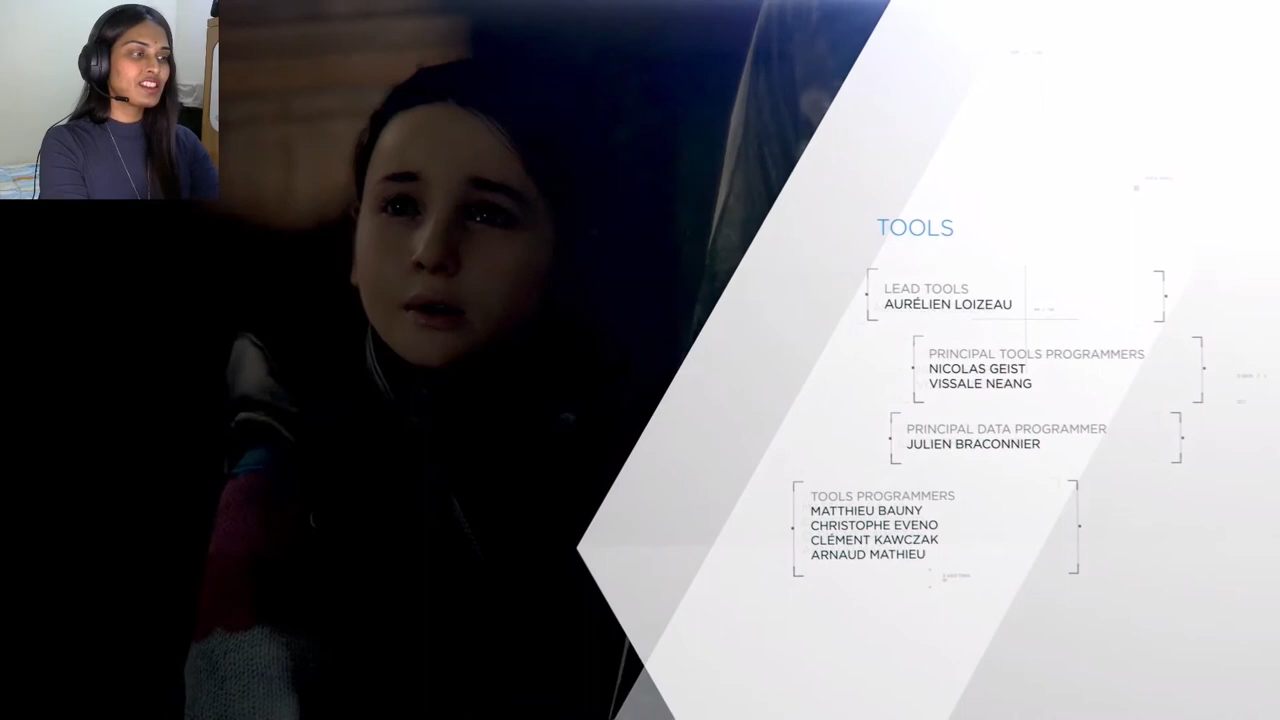 TOOLS
LEAD TOOLS
AURÉLIEN LOIZEAU
PRINCIPAL TOOLS PROGRAMMERS
NICOLAS GEIST
VISSALE NEANG
PRINCIPAL DATA PROGRAMMER
JULIEN BRACONNIER
TOOLS PROGRAMMERS
MATTHIEU BAUNY
CHRISTOPHE EVENO
CLÉMENT KAWCZAK
ARNAUD MATHIEU